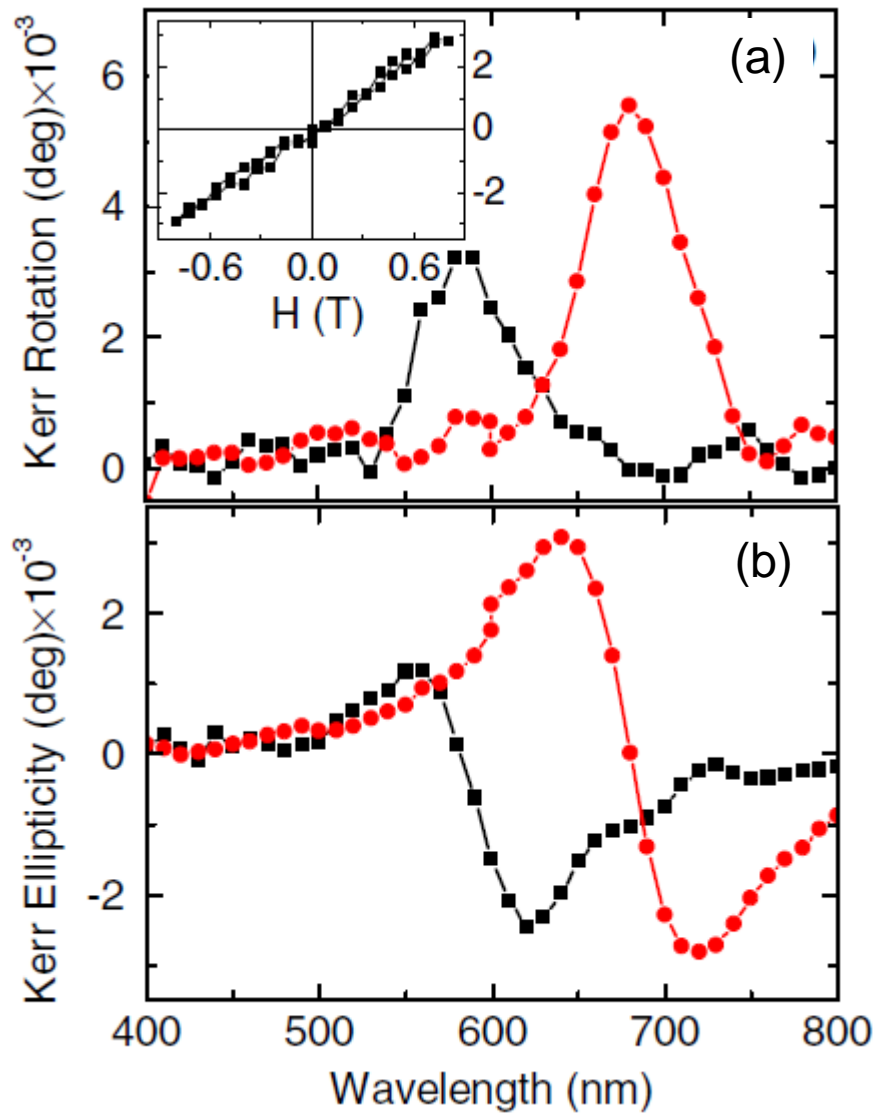 Kerr Rotation (deg)×10⁻³
6
4
2
0
(a)
2
0
-2
-0.6 0.0 0.6
H (T)
Kerr Ellipticity (deg)×10⁻³
2
0
-2
(b)
400 500 600 700 800
Wavelength (nm)